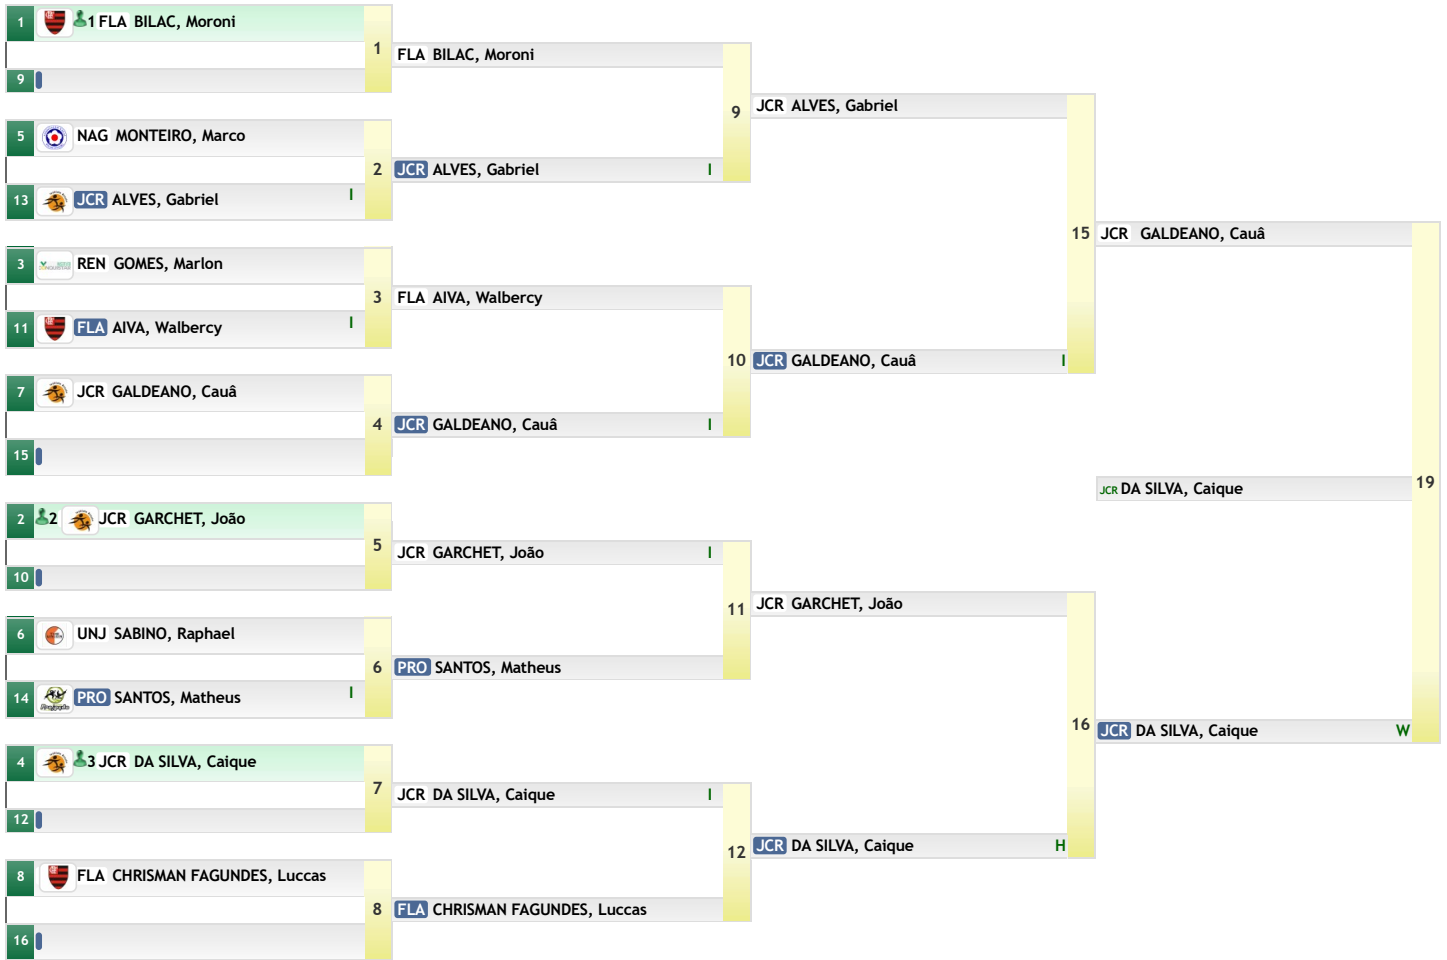 1 1 FLA BILAC, Moroni
1
FLA BILAC, Moroni
9
9
JCR ALVES, Gabriel
5 NAG MONTEIRO, Marco
2
JCR ALVES, Gabriel I
13 JCR ALVES, Gabriel I
15
JCR GALDEANO, Cauâ
3 REN GOMES, Marlon
3
FLA AIVA, Walbercy
11 FLA AIVA, Walbercy I
10
JCR GALDEANO, Cauâ I
7 JCR GALDEANO, Cauâ
4
JCR GALDEANO, Cauâ I
15
19
JCR DA SILVA, Caique
2 2 JCR GARCHET, João
5
JCR GARCHET, João I
10
11
JCR GARCHET, João
6 UNJ SABINO, Raphael
6
PRO SANTOS, Matheus
14 PRO SANTOS, Matheus I
16
JCR DA SILVA, Caique W
4 3 JCR DA SILVA, Caique
7
JCR DA SILVA, Caique I
12
12
JCR DA SILVA, Caique H
8 FLA CHRISMAN FAGUNDES, Luccas
8
FLA CHRISMAN FAGUNDES, Luccas
16